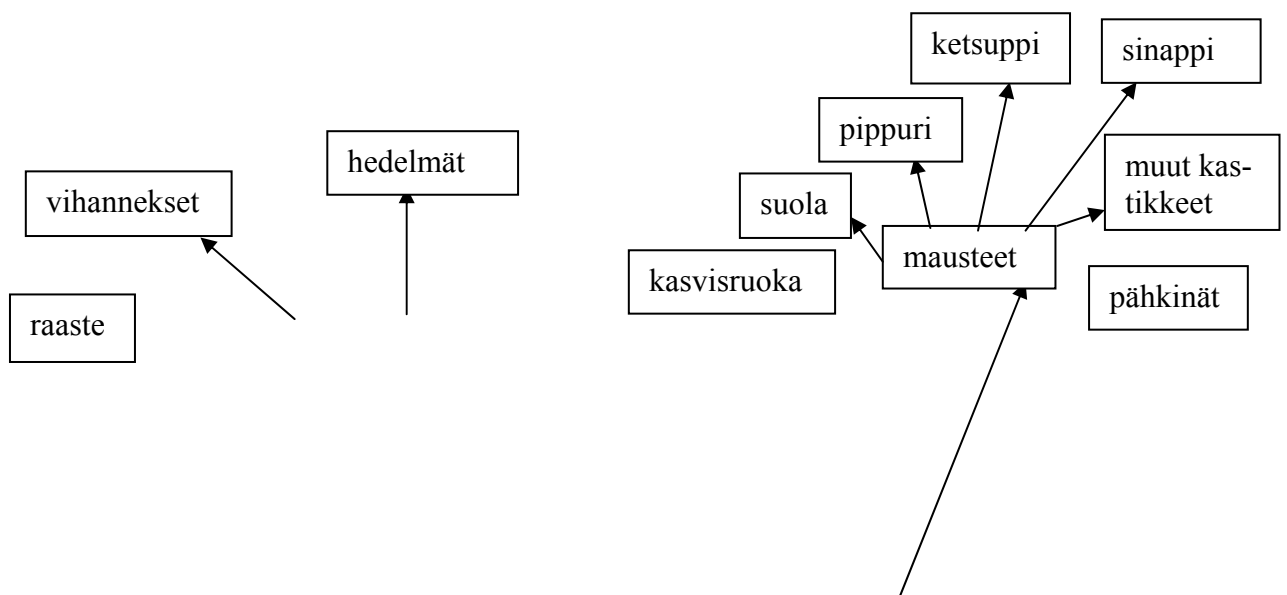 ketsuppi
sinappi
pippuri
hedelmät
muut kas-
tikkeet
vihannekset
suola
mausteet
kasvisruoka
pähkinät
raaste